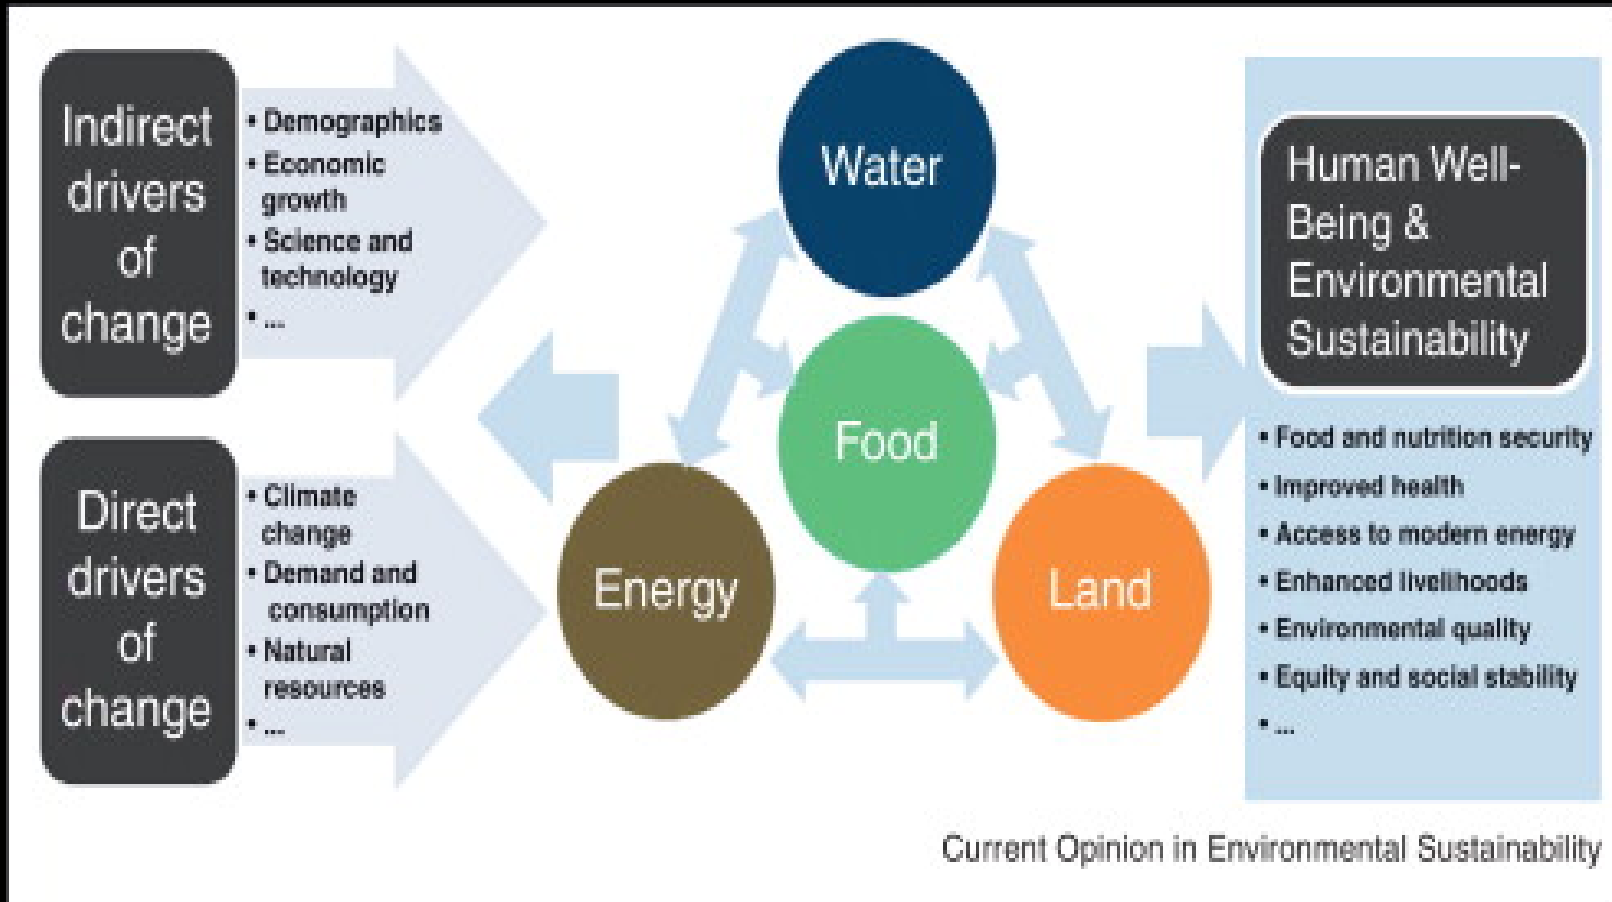 Indirect
drivers
of
change
• Demographics
• Economic
growth
• Science and
technology
• ...
Direct
drivers
of
change
• Climate
change
• Demand and
consumption
• Natural
resources
• ...
Water
Food
Energy
Land
Human Well-
Being &
Environmental
Sustainability
• Food and nutrition security
• Improved health
• Access to modern energy
• Enhanced livelihoods
• Environmental quality
• Equity and social stability
• ...
Current Opinion in Environmental Sustainability